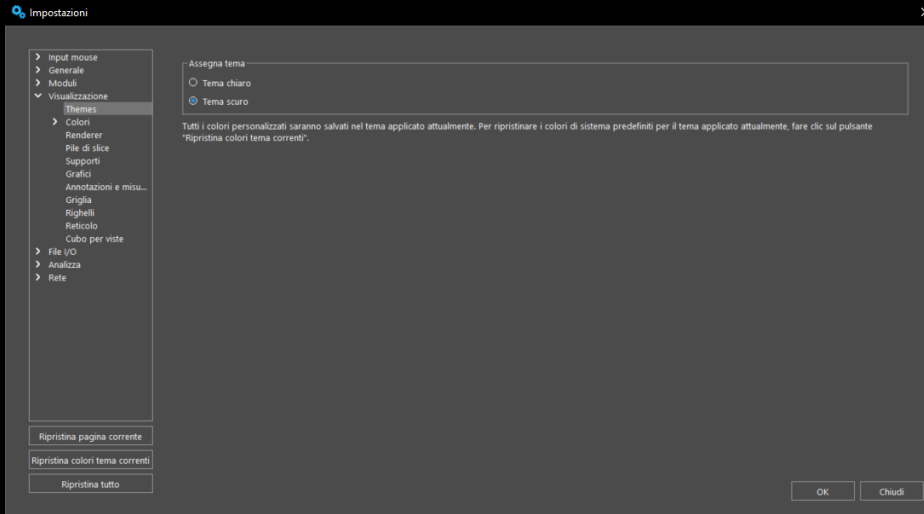 Impostazioni
Input mouse
Generale
Moduli
Visualizzazione
Themes
Colori
Renderer
Pile di slice
Supporti
Grafici
Annotazioni e misu...
Griglia
Righelli
Reticolo
Cubo per viste
File I/O
Analizza
Rete
Ripristina pagina corrente
Ripristina colori tema correnti
Ripristina tutto
Assegna tema
Tema chiaro
Tema scuro
Tutti i colori personalizzati saranno salvati nel tema applicato attualmente. Per ripristinare i colori di sistema predefiniti per il tema applicato attualmente, fare clic sul pulsante
"Ripristina colori tema correnti".
OK
Chiudi